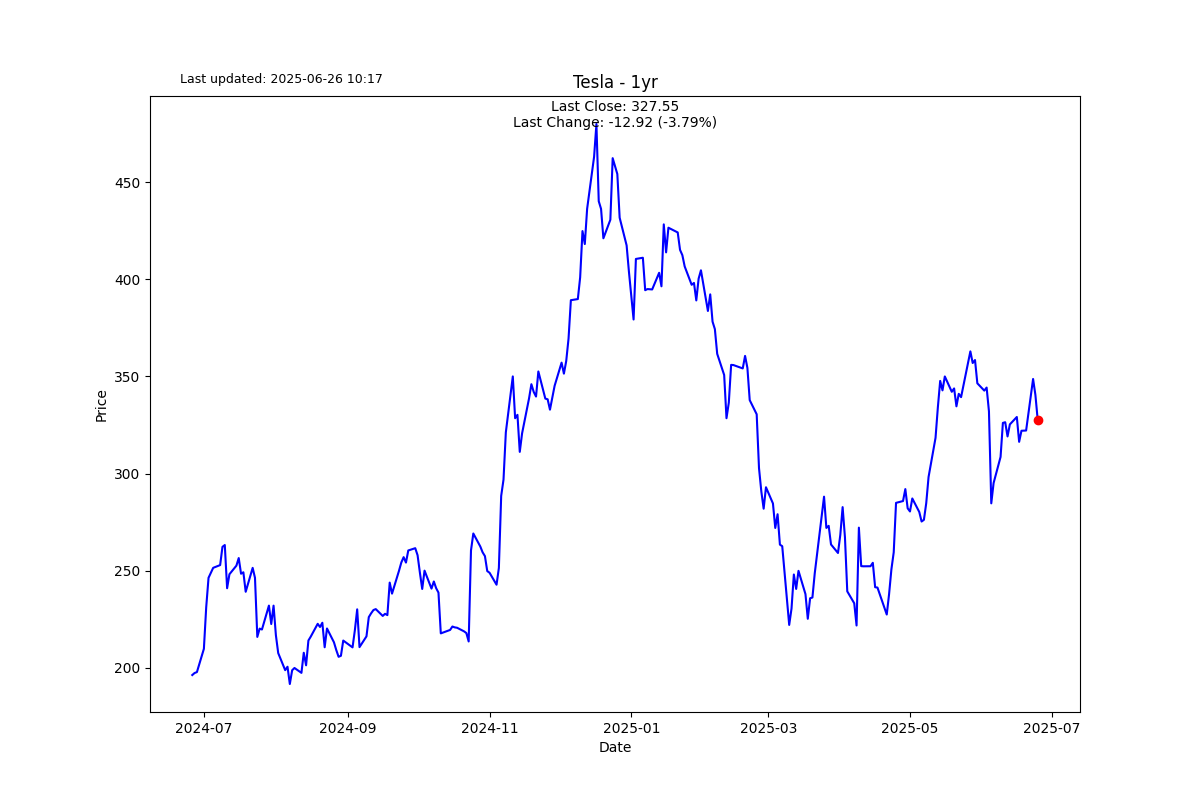 Last updated: 2025-06-26 10:17
Tesla - 1yr
Last Close: 327.55
Last Change: -12.92 (-3.79%)
Price
450
400
350
300
250
200
2024-07
2024-09
2024-11
2025-01
2025-03
2025-05
2025-07
Date